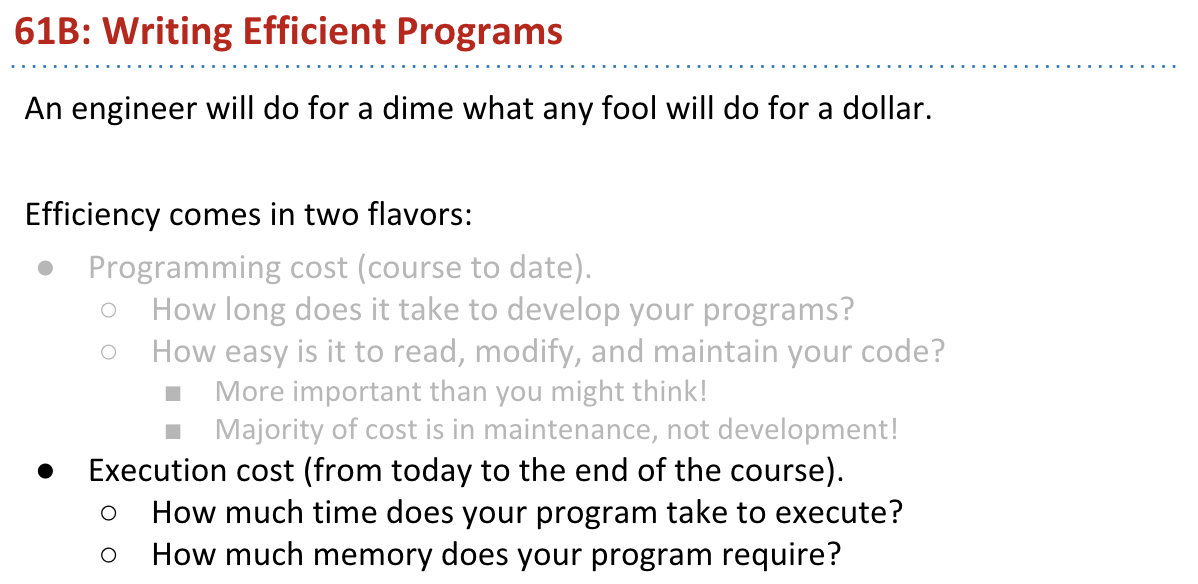 61B: Writing Efficient Programs
An engineer will do for a dime what any fool will do for a dollar.
Efficiency comes in two flavors:
● Programming cost (course to date).
○ How long does it take to develop your programs?
○ How easy is it to read, modify, and maintain your code?
■ More important than you might think!
■ Majority of cost is in maintenance, not development!
● Execution cost (from today to the end of the course).
○ How much time does your program take to execute?
○ How much memory does your program require?